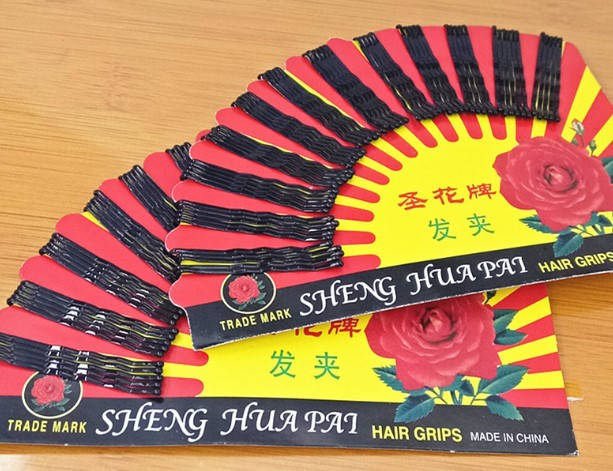 圣花牌
发夹
TRADE MARK SHENG HUA PAI HAIR GRIPS
花牌
发夹
TRADE MARK SHENG HUA PAI HAIR GRIPS MADE IN CHINA